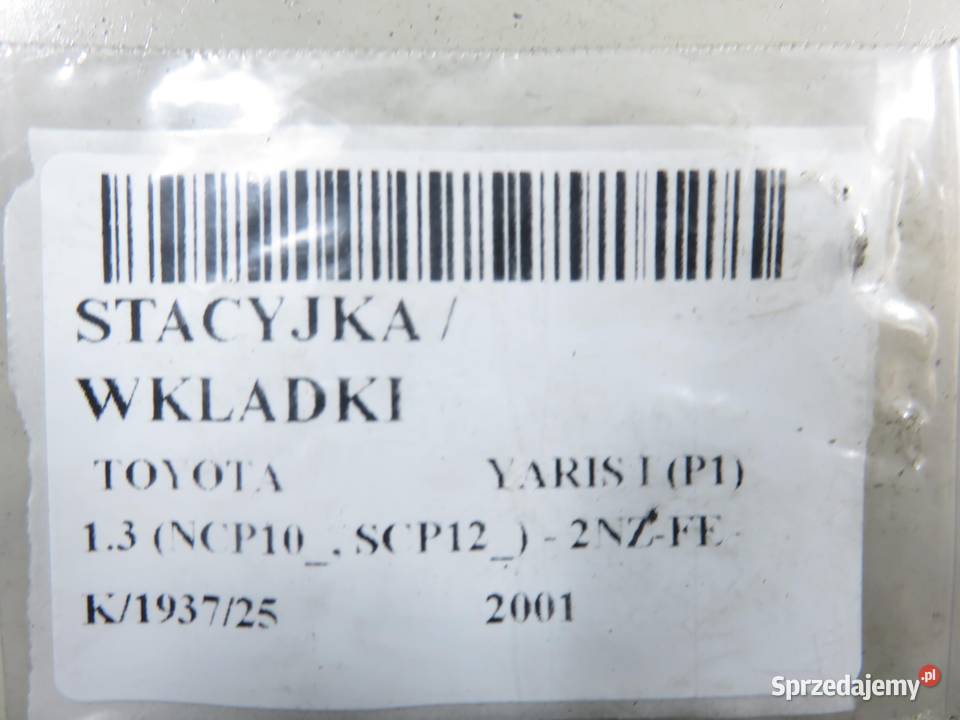 STACYJKA /
WKLADKI
TOYOTA YARIS I (P1)
1.3 (NCP10_, SCP12_) - 2NZ-FE -
K/1937/25 2001
Sprzedajemy.pl